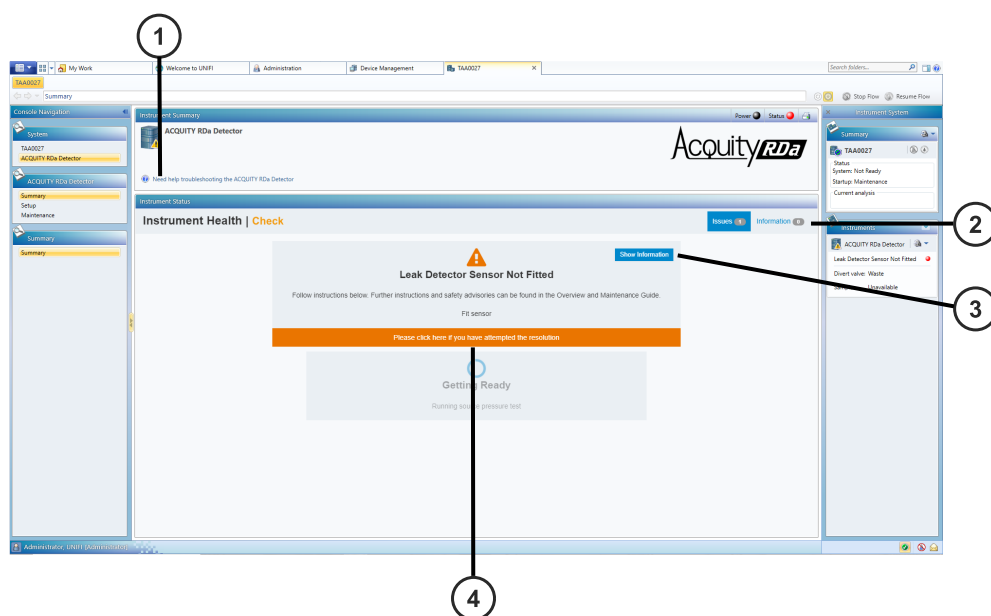 1
My Work
Welcome to UNIFI
Administration
Device Management
TAA0027
Search folders...
TAA0027
Summary
Stop Flow
Resume Flow
Console Navigation
System
TAA0027
ACQUITY RDa Detector
ACQUITY RDa Detector
Summary
Setup
Maintenance
Summary
Summary
Instrument Summary
Power
Status
ACQUITY RDa Detector
Acquity RDa
Need help troubleshooting the ACQUITY RDa Detector
Instrument Status
Instrument Health | Check
Issues 1
Information 0
Show Information
Leak Detector Sensor Not Fitted
Follow instructions below. Further instructions and safety advisories can be found in the Overview and Maintenance Guide.
Fit sensor
Please click here if you have attempted the resolution
Getting Ready
Running source pressure test
Instrument System
Summary
TAA0027
Status
System: Not Ready
Startup: Maintenance
Current analysis
2
Instruments
ACQUITY RDa Detector
Leak Detector Sensor Not Fitted
Divert valve: Waste
Unavailable
3
Administrator, UNIFI (Administrator)
4